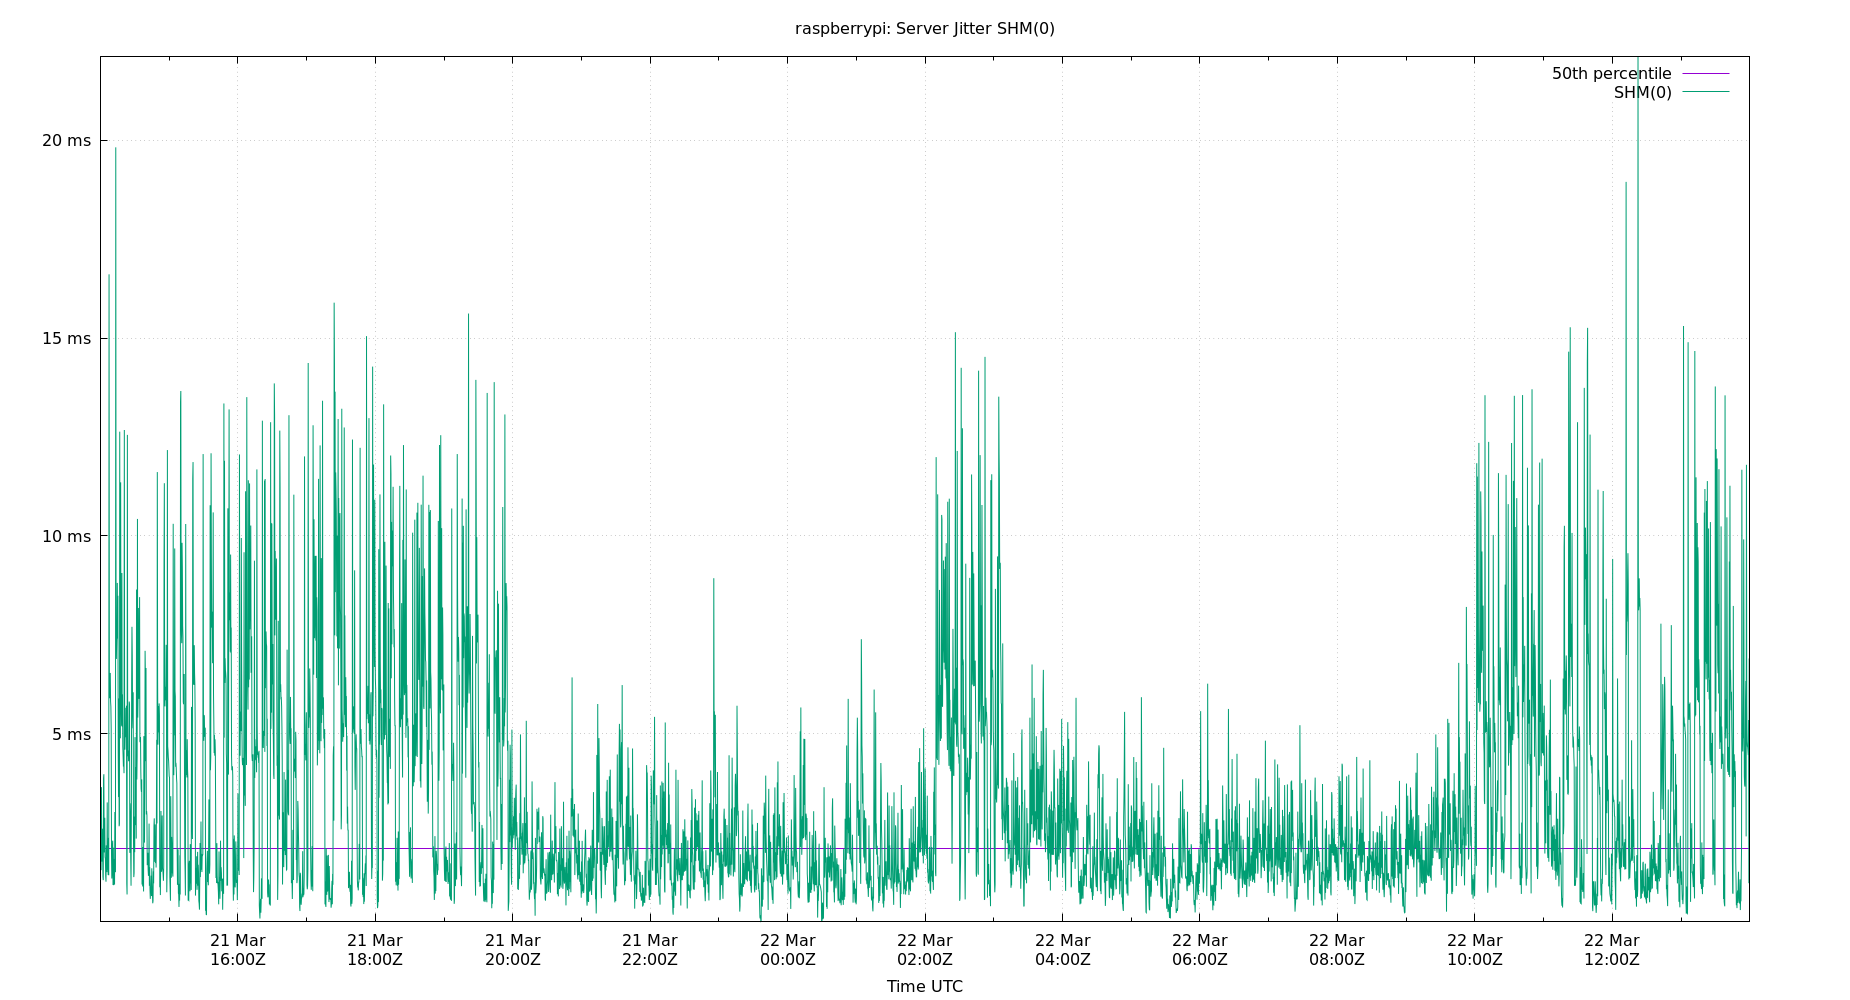 raspberrypi: Server Jitter SHM(0)
50th percentile
SHM(0)
20 ms
15 ms
10 ms
5 ms
21 Mar 21 Mar 21 Mar 21 Mar 22 Mar 22 Mar 22 Mar 22 Mar 22 Mar 22 Mar 22 Mar
16:00Z 18:00Z 20:00Z 22:00Z 00:00Z 02:00Z 04:00Z 06:00Z 08:00Z 10:00Z 12:00Z
Time UTC